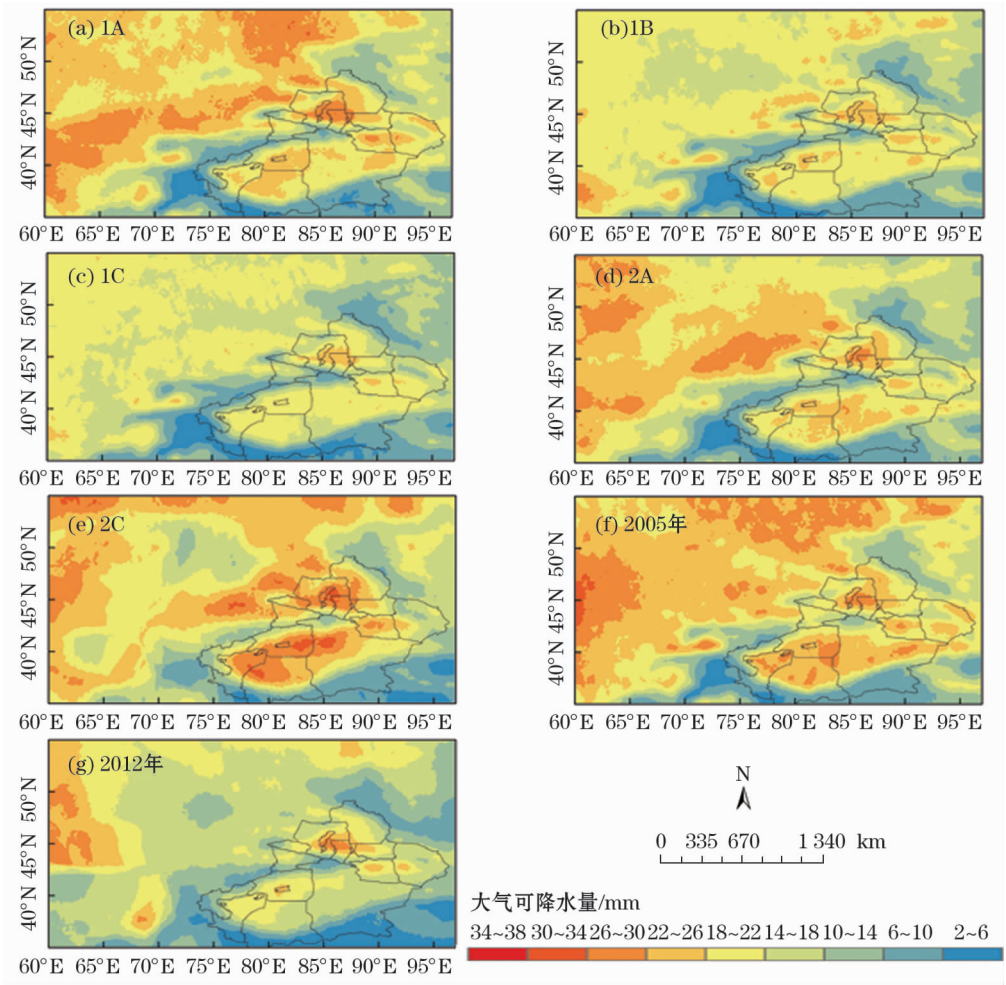 (a) 1A
50°N
45°N
40°N
60°E 65°E 70°E 75°E 80°E 85°E 90°E 95°E
(b)1B
50°N
45°N
40°N
60°E 65°E 70°E 75°E 80°E 85°E 90°E 95°E
(c) 1C
50°N
45°N
40°N
60°E 65°E 70°E 75°E 80°E 85°E 90°E 95°E
(d) 2A
50°N
45°N
40°N
60°E 65°E 70°E 75°E 80°E 85°E 90°E 95°E
(e) 2C
50°N
45°N
40°N
60°E 65°E 70°E 75°E 80°E 85°E 90°E 95°E
(f) 2005年
50°N
45°N
40°N
60°E 65°E 70°E 75°E 80°E 85°E 90°E 95°E
(g) 2012年
50°N
45°N
40°N
60°E 65°E 70°E 75°E 80°E 85°E 90°E 95°E
N
0 335 670 1 340 km
大气可降水量/mm
34~38 30~34 26~30 22~26 18~22 14~18 10~14 6~10 2~6